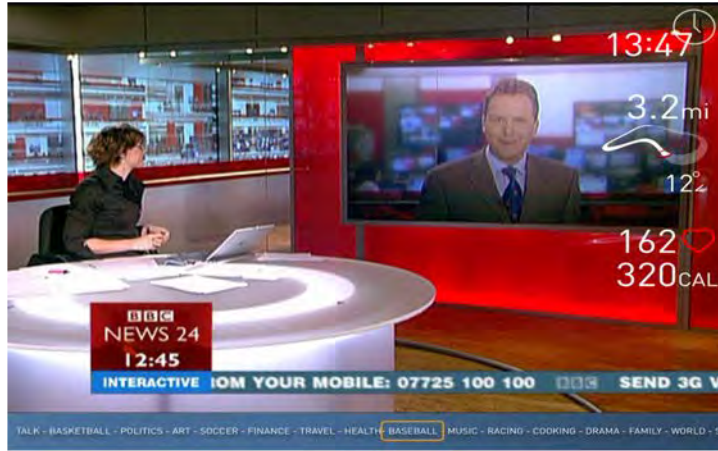 13:47
3.2mi
12°
162
320CAL
BBC
NEWS 24
12:45
INTERACTIVE OM YOUR MOBILE: 07725 100 100 BBC SEND 3G
TALK - BASKETBALL - POLITICS - ART - SOCCER - FINANCE - TRAVEL - HEALTH - BASEBALL - MUSIC - RACING - COOKING - DRAMA - FAMILY - WORLD -